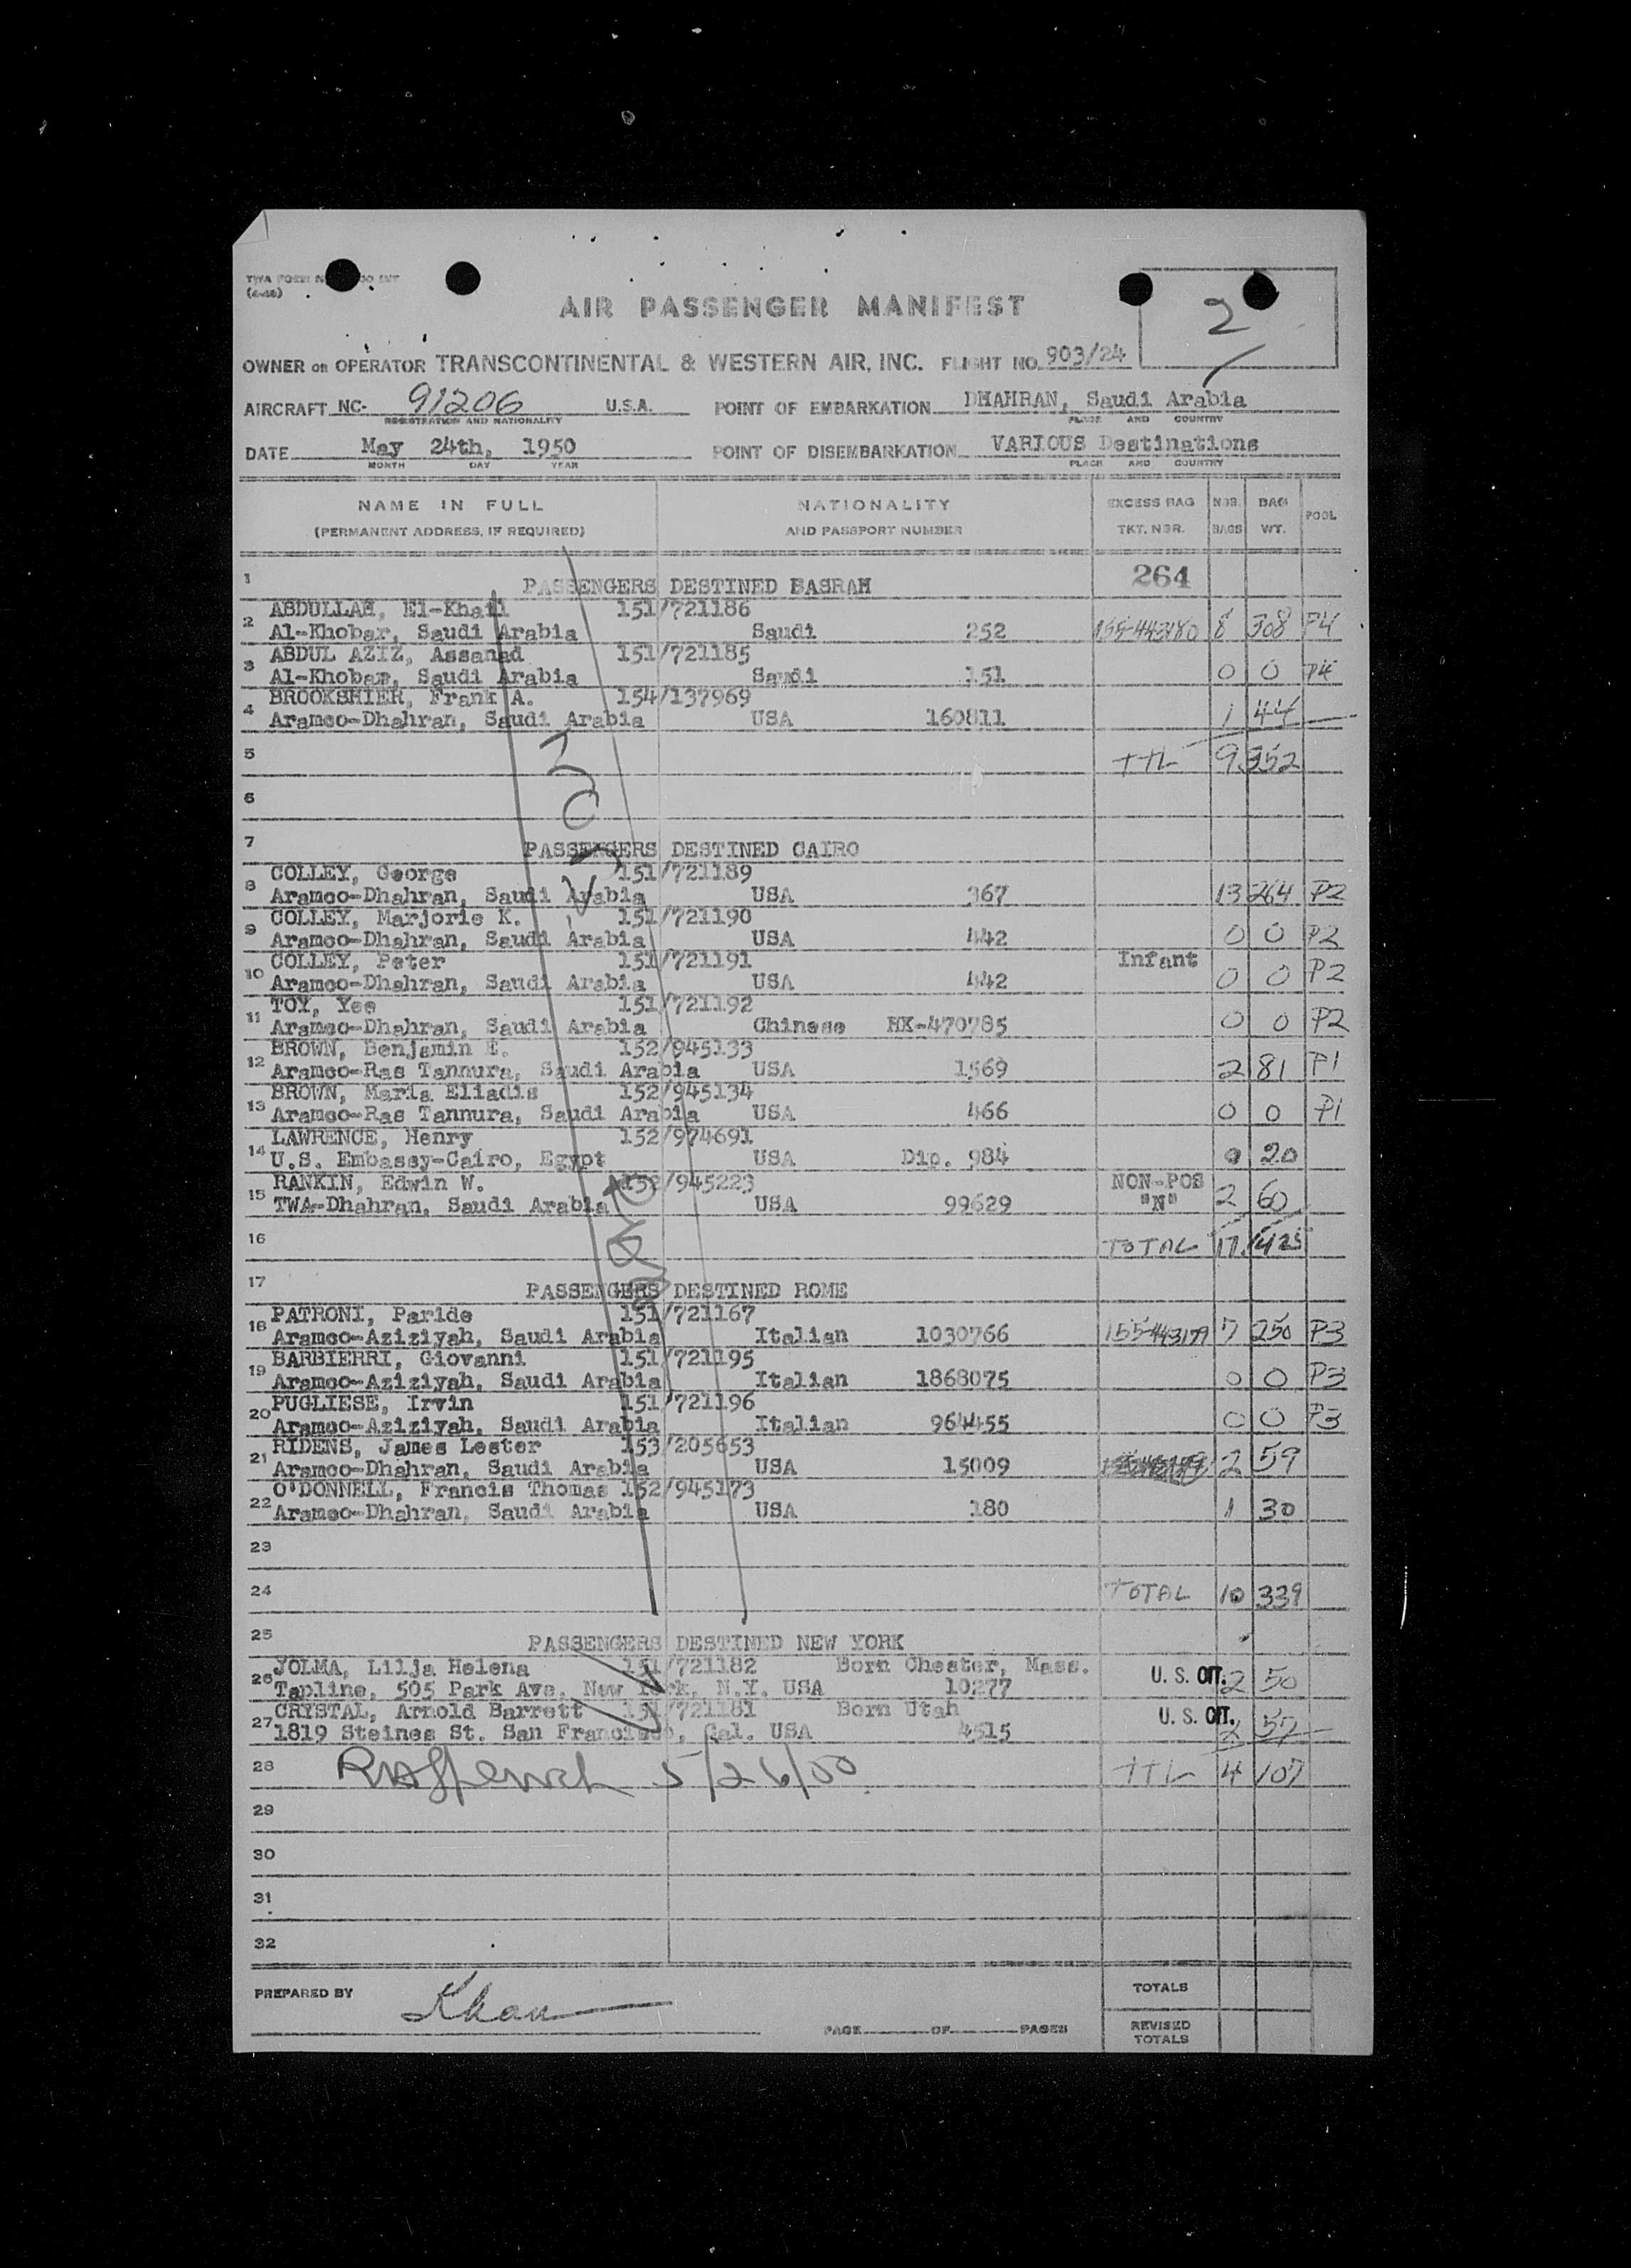 (6-48)
2
AIR PASSENGER MANIFEST
OWNER OR OPERATOR TRANSCONTINENTAL & WESTERN AIR, INC. FLIGHT NO. 903/24
AIRCRAFT NC- 91206 U.S.A. POINT OF EMBARKATION DHAHRAN, Saudi Arabia
REGISTRATION AND NATIONALITY PLACE AND COUNTRY
DATE May 24th, 1950 POINT OF DISEMBARKATION VARIOUS Destinations
MONTH DAY YEAR PLACE AND COUNTRY
NAME IN FULL NATIONALITY EXCESS BAG NBR. BAG POOL
(PERMANENT ADDRESS, IF REQUIRED) AND PASSPORT NUMBER TKT. NBR. BAGS WT.
1 PASSENGERS DESTINED BASRAH 264
ABDULLAH, El-Khatl 151/721186
2 Al-Khobar, Saudi Arabia Saudi 252 155-443180 8 308 P4
ABDUL AZIZ, Assanad 151/721185
3 Al-Khobar, Saudi Arabia Saudi 151 0 0 P4
BROOKSHIER, Frank A. 154/137969
4 Aramco-Dhahran, Saudi Arabia USA 160811 1 44
5 TTL 9 352
6
7 PASSENGERS DESTINED CAIRO
COLLEY, George 151/721189
8 Aramco-Dhahran, Saudi Arabia USA 367 13 264 P2
COLLEY, Marjorie K. 151/721190
9 Aramco-Dhahran, Saudi Arabia USA 442 0 0 P2
COLLEY, Peter 151/721191 Infant
10 Aramco-Dhahran, Saudi Arabia USA 442 0 0 P2
TOY, Yee 151/721192
11 Aramco-Dhahran, Saudi Arabia Chinese HK-470785 0 0 P2
BROWN, Benjamin E. 152/945133
12 Aramco-Ras Tannura, Saudi Arabia USA 1569 2 81 P1
BROWN, Maria Eliadis 152/945134
13 Aramco-Ras Tannura, Saudi Arabia USA 466 0 0 P1
LAWRENCE, Henry 152/974691
14 U.S. Embassy-Cairo, Egypt USA Dip. 984 0 20
RANKIN, Edwin W. 152/945223 NON-POS
15 TWA-Dhahran, Saudi Arabia USA 99629 "N" 2 60
16 TOTAL 17 425
17 PASSENGERS DESTINED ROME
PATRONI, Paride 151/721167
18 Aramco-Aziziyah, Saudi Arabia Italian 1030766 155-443179 7 250 P3
BARBIERRI, Giovanni 151/721195
19 Aramco-Aziziyah, Saudi Arabia Italian 1868075 0 0 P3
PUGLIESE, Irvin 151/721196
20 Aramco-Aziziyah, Saudi Arabia Italian 964455 0 0 P3
RIDENS, James Lester 153/205653
21 Aramco-Dhahran, Saudi Arabia USA 15009 2 59
O'DONNELL, Francis Thomas 152/945173
22 Aramco-Dhahran, Saudi Arabia USA 180 1 30
23
24 TOTAL 10 339
25 PASSENGERS DESTINED NEW YORK
YOLMA, Lilja Helena 151/721182 Born Chester, Mass.
26 Tapline, 505 Park Ave. New York, N.Y. USA 10277 U. S. CIT. 2 50
CRYSTAL, Arnold Barrett 151/721181 Born Utah
27 1819 Steines St. San Francisco, Cal. USA 4515 U. S. CIT. 2 57
28 5/26/50 TTL 4 107
29
30
31
32
PREPARED BY Khan TOTALS
PAGE OF PAGES REVISED TOTALS